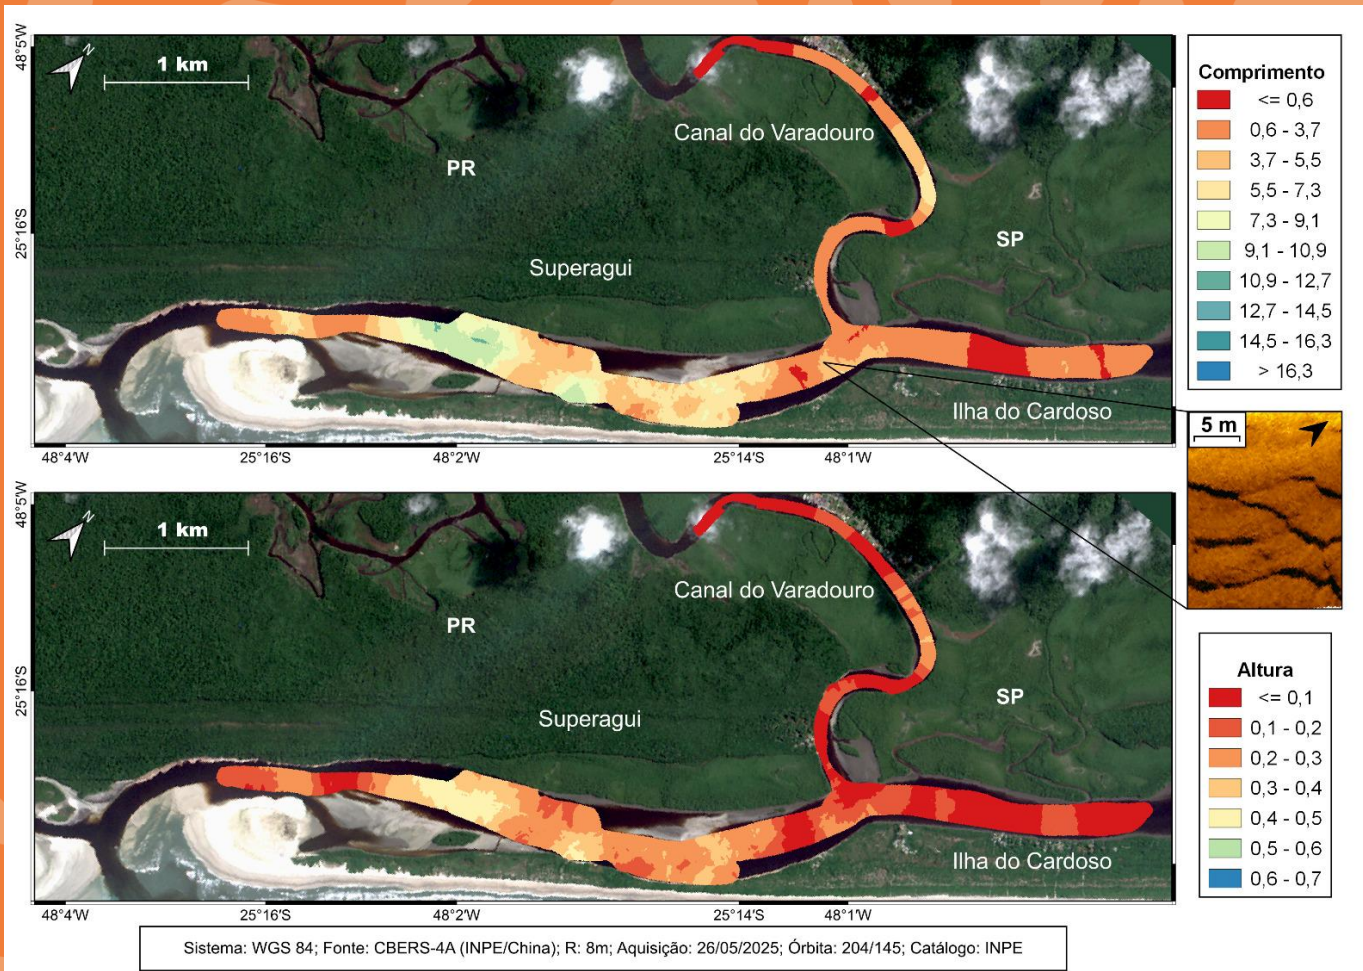 48°5'W
N
1 km
Canal do Varadouro
PR
25°16'S
SP
Superagui
Ilha do Cardoso
48°4'W
25°16'S
48°2'W
25°14'S
48°1'W
Comprimento
<= 0,6
0,6 - 3,7
3,7 - 5,5
5,5 - 7,3
7,3 - 9,1
9,1 - 10,9
10,9 - 12,7
12,7 - 14,5
14,5 - 16,3
> 16,3
5 m
48°5'W
N
1 km
Canal do Varadouro
PR
25°16'S
SP
Superagui
Ilha do Cardoso
48°4'W
25°16'S
48°2'W
25°14'S
48°1'W
Altura
<= 0,1
0,1 - 0,2
0,2 - 0,3
0,3 - 0,4
0,4 - 0,5
0,5 - 0,6
0,6 - 0,7
Sistema: WGS 84; Fonte: CBERS-4A (INPE/China); R: 8m; Aquisição: 26/05/2025; Órbita: 204/145; Catálogo: INPE